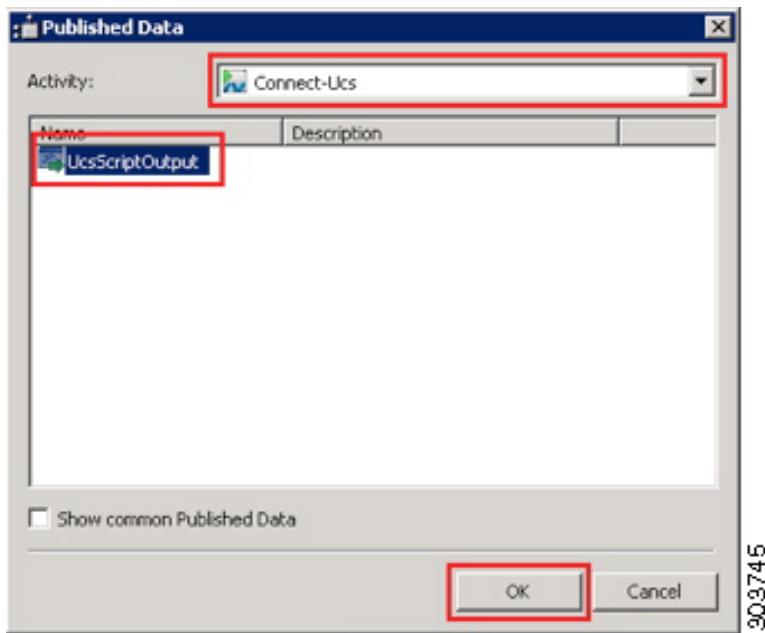 Published Data
Activity:
Connect-Ucs
Name Description
UcsScriptOutput
Show common Published Data
OK Cancel
303745